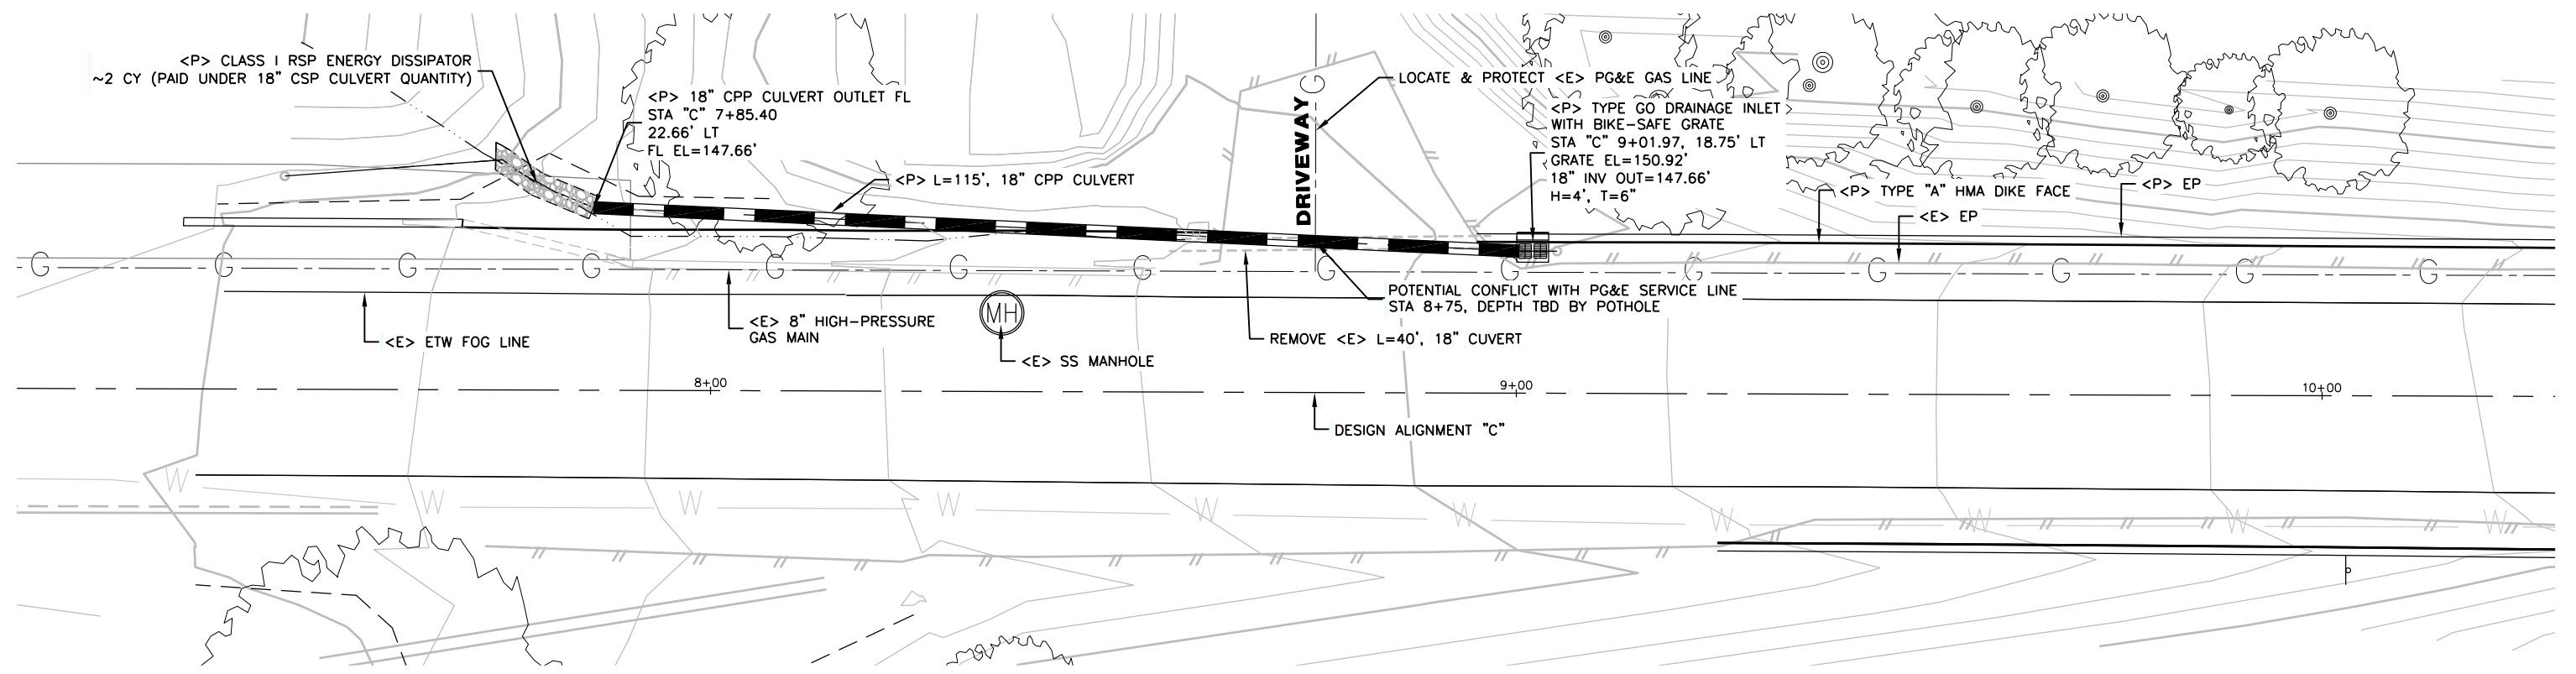 <P> CLASS I RSP ENERGY DISSIPATOR
~2 CY (PAID UNDER 18" CSP CULVERT QUANTITY)
<P> 18" CPP CULVERT OUTLET FL
STA "C" 7+85.40
22.66' LT
FL EL=147.66'
<P> L=115', 18" CPP CULVERT
DRIVEWAY
G
LOCATE & PROTECT <E> PG&E GAS LINE
<P> TYPE GO DRAINAGE INLET
WITH BIKE-SAFE GRATE
STA "C" 9+01.97, 18.75' LT
GRATE EL=150.92'
18" INV OUT=147.66'
H=4', T=6"
<P> TYPE "A" HMA DIKE FACE
<P> EP
<E> EP
G G G G G G G G G G G G G G
POTENTIAL CONFLICT WITH PG&E SERVICE LINE
STA 8+75, DEPTH TBD BY POTHOLE
REMOVE <E> L=40', 18" CUVERT
<E> 8" HIGH-PRESSURE
GAS MAIN
MH
<E> SS MANHOLE
<E> ETW FOG LINE
8+00
9+00
10+00
DESIGN ALIGNMENT "C"
W W W W W W W W W W